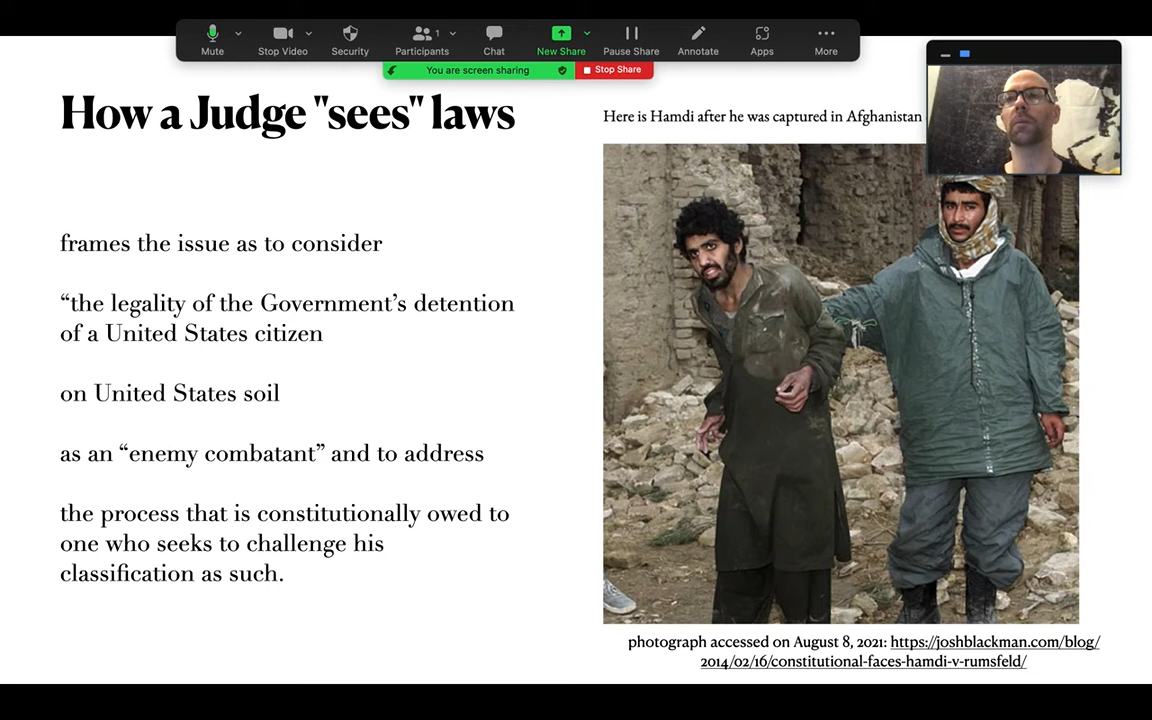 Mute
Stop Video
Security
Participants
1
Chat
New Share
Pause Share
Annotate
Apps
More
You are screen sharing
Stop Share
How a Judge "sees" laws
frames the issue as to consider
“the legality of the Government’s detention
of a United States citizen
on United States soil
as an “enemy combatant” and to address
the process that is constitutionally owed to
one who seeks to challenge his
classification as such.
Here is Hamdi after he was captured in Afghanistan
photograph accessed on August 8, 2021: https://joshblackman.com/blog/
2014/02/16/constitutional-faces-hamdi-v-rumsfeld/